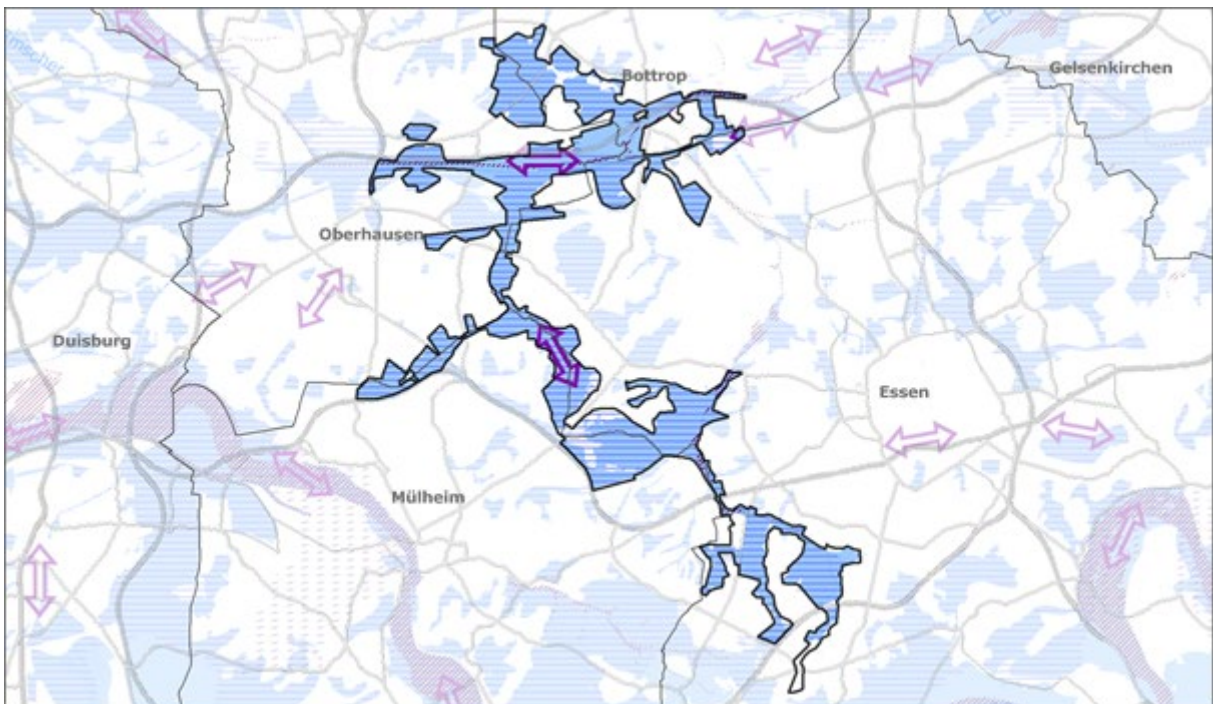 Bottrop
Gelsenkirchen
Oberhausen
Duisburg
Essen
Mülheim